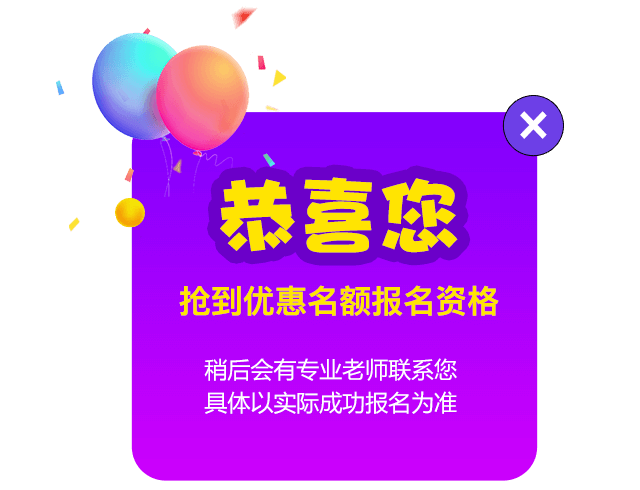 恭喜您
抢到优惠名额报名资格
稍后会有专业老师联系您
具体以实际成功报名为准